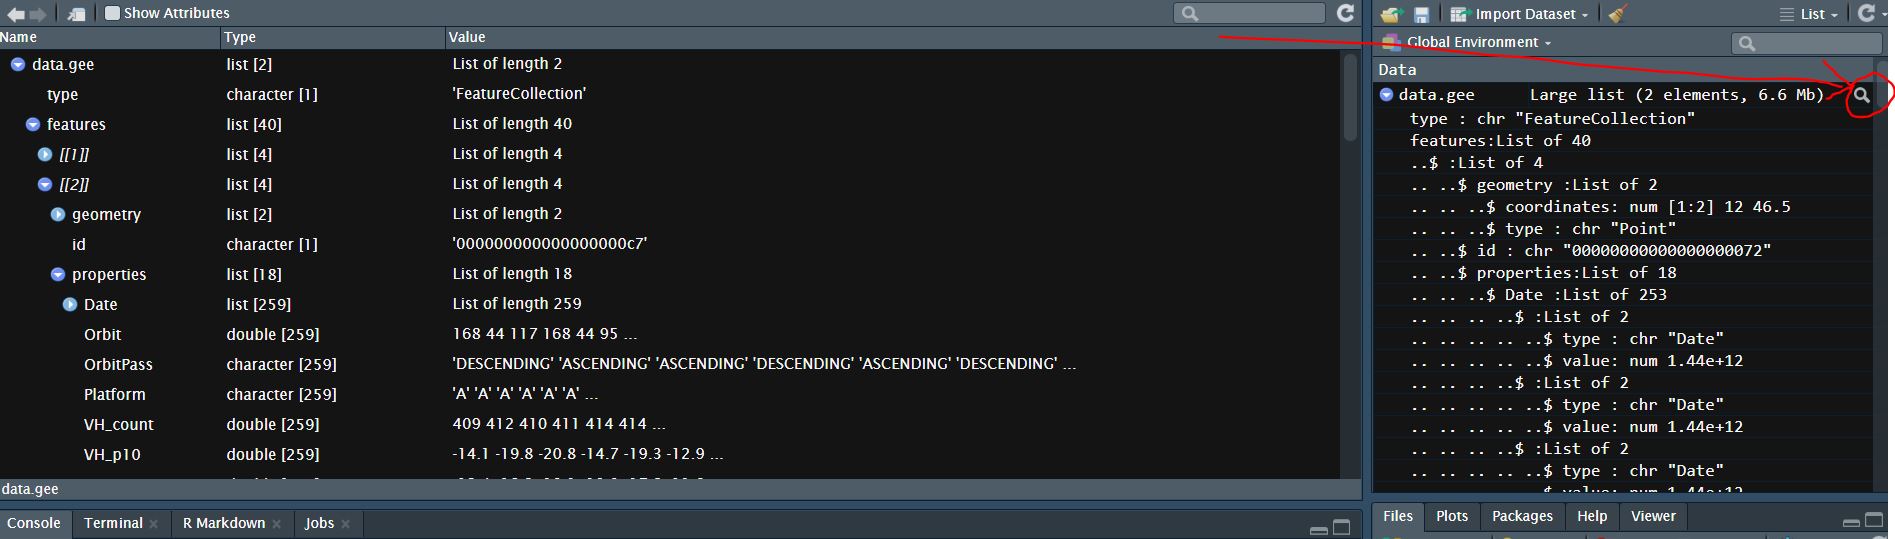 Show Attributes
Name Type Value
data.gee list [2] List of length 2
type character [1] 'FeatureCollection'
features list [40] List of length 40
[[1]] list [4] List of length 4
[[2]] list [4] List of length 4
geometry list [2] List of length 2
id character [1] '000000000000000000c7'
properties list [18] List of length 18
Date list [259] List of length 259
Orbit double [259] 168 44 117 168 44 95 ...
OrbitPass character [259] 'DESCENDING' 'ASCENDING' 'ASCENDING' 'DESCENDING' 'ASCENDING' 'DESCENDING' ...
Platform character [259] 'A' 'A' 'A' 'A' 'A' 'A' ...
VH_count double [259] 409 412 410 411 414 414 ...
VH_p10 double [259] -14.1 -19.8 -20.8 -14.7 -19.3 -12.9 ...
data.gee
Console Terminal × R Markdown × Jobs ×
Import Dataset List
Global Environment
Data
data.gee Large list (2 elements, 6.6 Mb)
type : chr "FeatureCollection"
features:List of 40
..$ :List of 4
.. ..$ geometry :List of 2
.. .. ..$ coordinates: num [1:2] 12 46.5
.. .. ..$ type : chr "Point"
.. ..$ id : chr "00000000000000000072"
.. ..$ properties:List of 18
.. .. ..$ Date :List of 253
.. .. .. ..$ :List of 2
.. .. .. .. ..$ type : chr "Date"
.. .. .. .. ..$ value: num 1.44e+12
.. .. .. ..$ :List of 2
.. .. .. .. ..$ type : chr "Date"
.. .. .. .. ..$ value: num 1.44e+12
.. .. .. ..$ :List of 2
.. .. .. .. ..$ type : chr "Date"
.. .. .. .. ..$ value: num 1.44e+12
Files Plots Packages Help Viewer